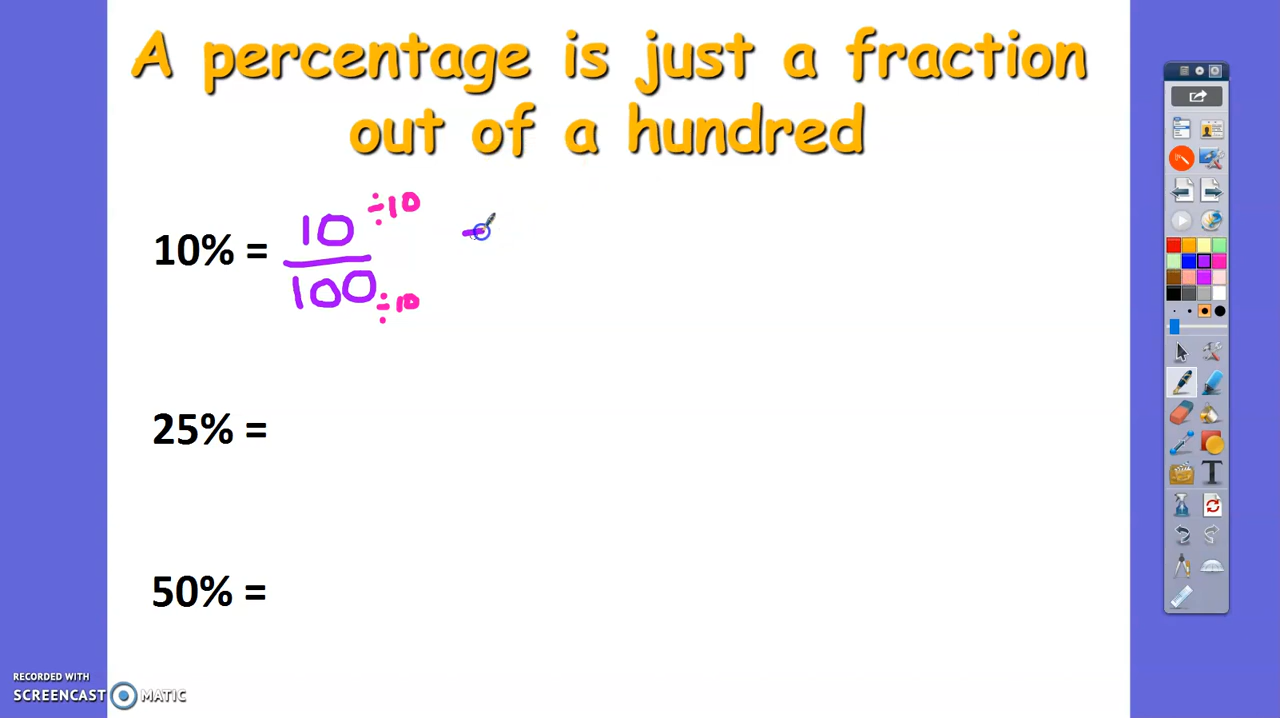 A percentage is just a fraction
out of a hundred
10% = 10/100 ÷10 ÷10
25% =
50% =
RECORDED WITH
SCREENCAST MATIC
T